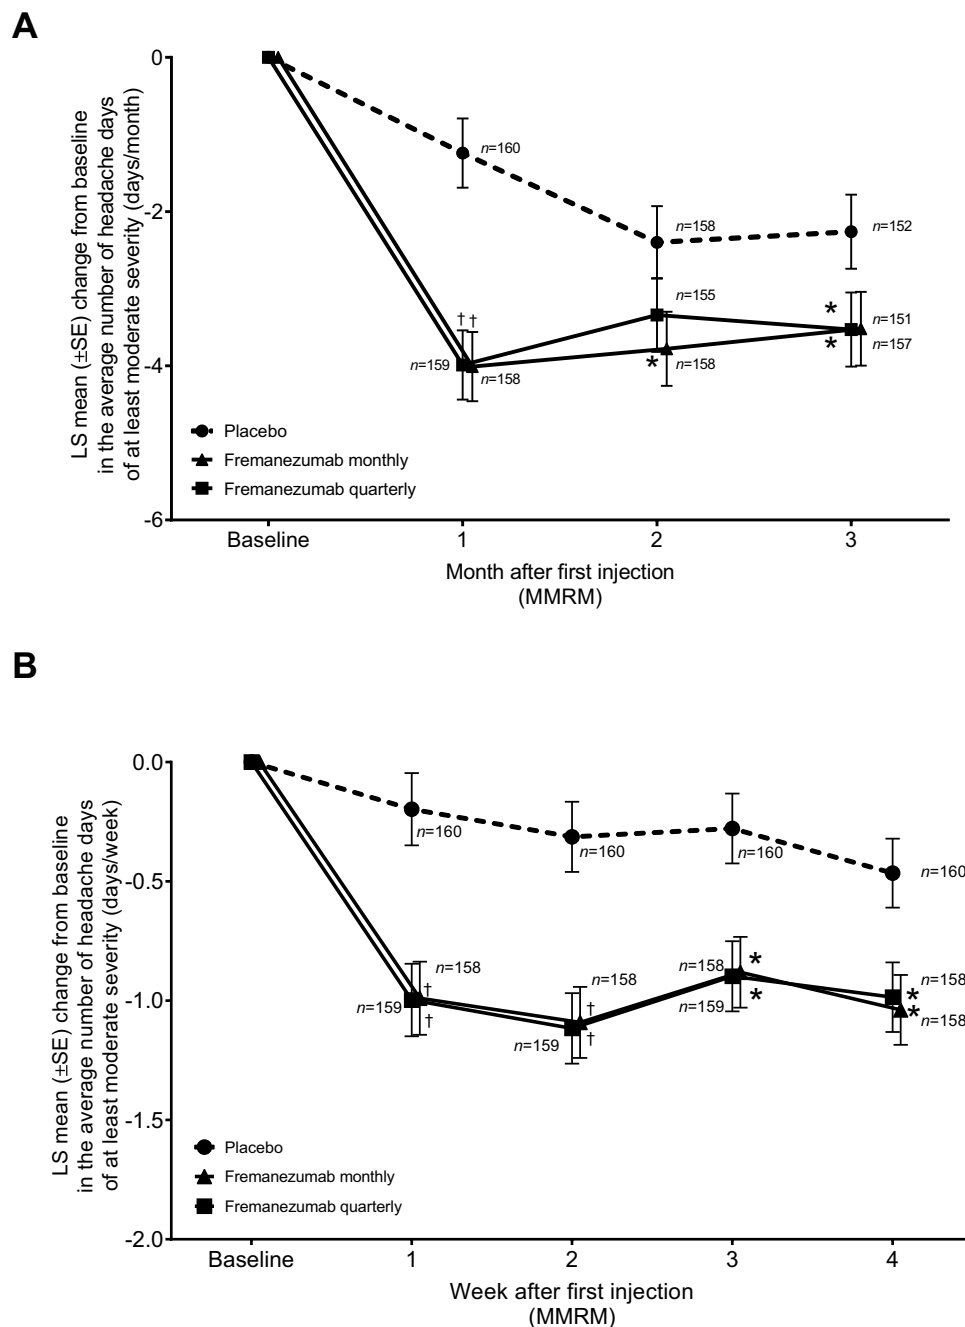 A
LS mean (±SE) change from baseline
in the average number of headache days
of at least moderate severity (days/month)
0
-2
-4
-6
n=160
n=158
n=152
††
n=155
*
n=151
*
n=157
n=159
n=158
*
n=158
Placebo
Fremanezumab monthly
Fremanezumab quarterly
Baseline
1
2
3
Month after first injection
(MMRM)
B
LS mean (±SE) change from baseline
in the average number of headache days
of at least moderate severity (days/week)
0.0
-0.5
-1.0
-1.5
-2.0
n=160
n=160
n=160
n=160
n=158
†
n=159
†
n=158
†
n=159
†
n=158
*
n=159
*
n=158
*
*
n=158
Placebo
Fremanezumab monthly
Fremanezumab quarterly
Baseline
1
2
3
4
Week after first injection
(MMRM)